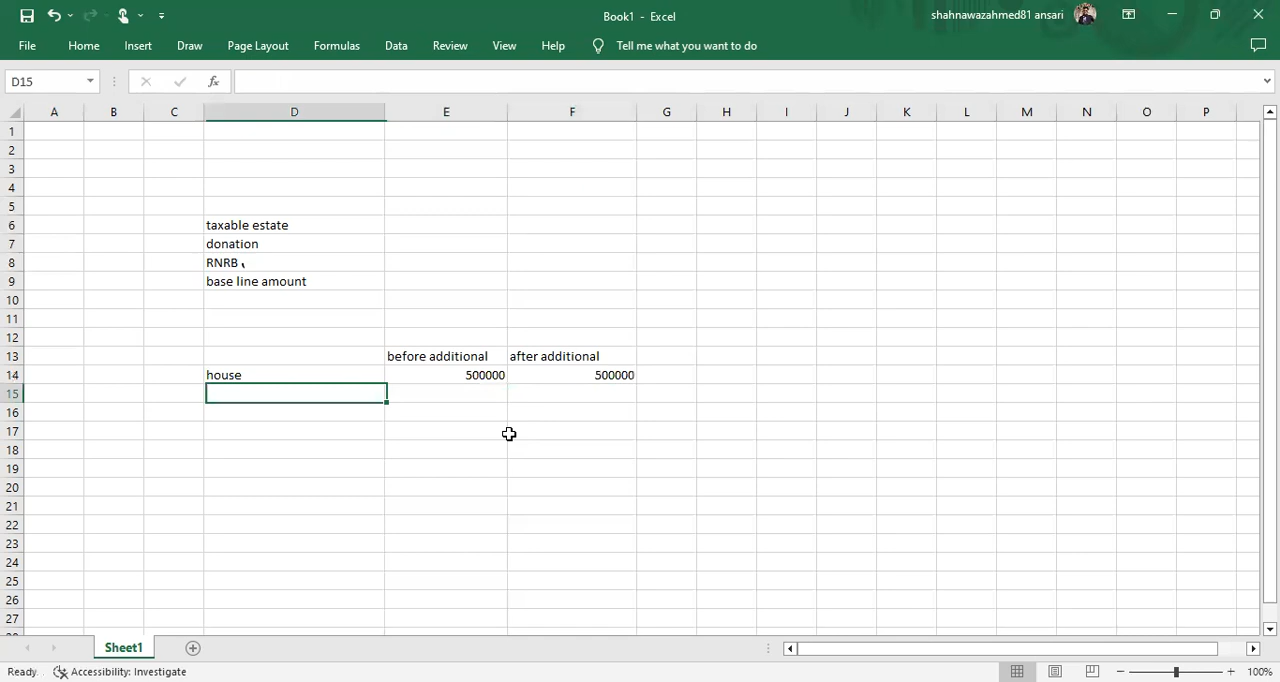 Book1 - Excel
shahnawazahmed81 ansari
File Home Insert Draw Page Layout Formulas Data Review View Help Tell me what you want to do
D15 fx
A B C D E F G H I J K L M N O P
1
2
3
4
5
6 taxable estate
7 donation
8 RNRB
9 base line amount
10
11
12
13 before additional after additional
14 house 500000 500000
15
16
17
18
19
20
21
22
23
24
25
26
27
Sheet1
Ready Accessibility: Investigate 100%